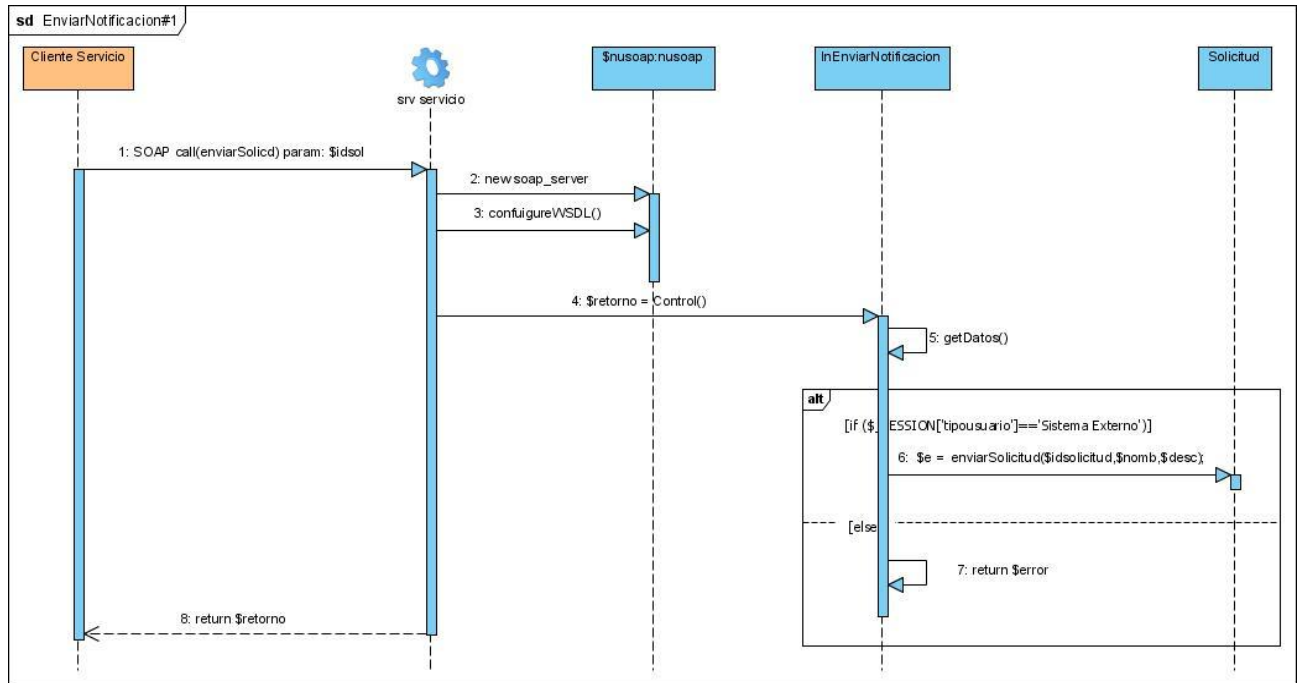 sd EnviarNotificacion#1
Cliente Servicio
srv servicio
$nusoap:nusoap
InEnviarNotificacion
Solicitud
1: SOAP call(enviarSolicd) param: $idsol
2: new soap_server
3: confuigureWSDL()
4: $retorno = Control()
5: getDatos()
alt
[if ($_ ESSION['tipousuario']=='Sistema Externo')]
6: $e = enviarSolicitud($idsolicitud,$nomb,$desc);
[else
7: return $error
8: return $retorno